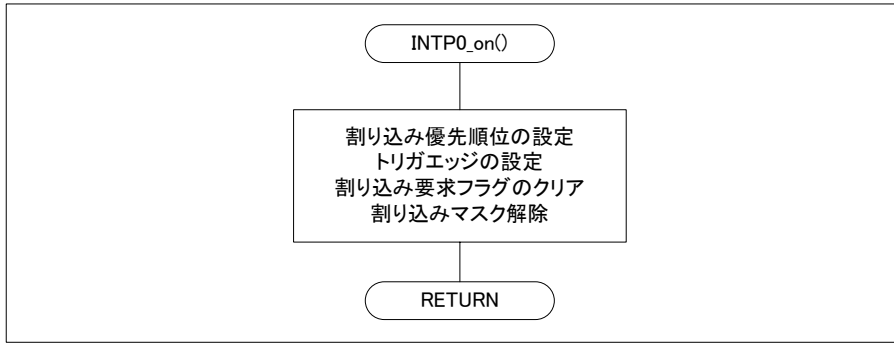 INTP0_on()
割り込み優先順位の設定
トリガエッジの設定
割り込み要求フラグのクリア
割り込みマスク解除
RETURN